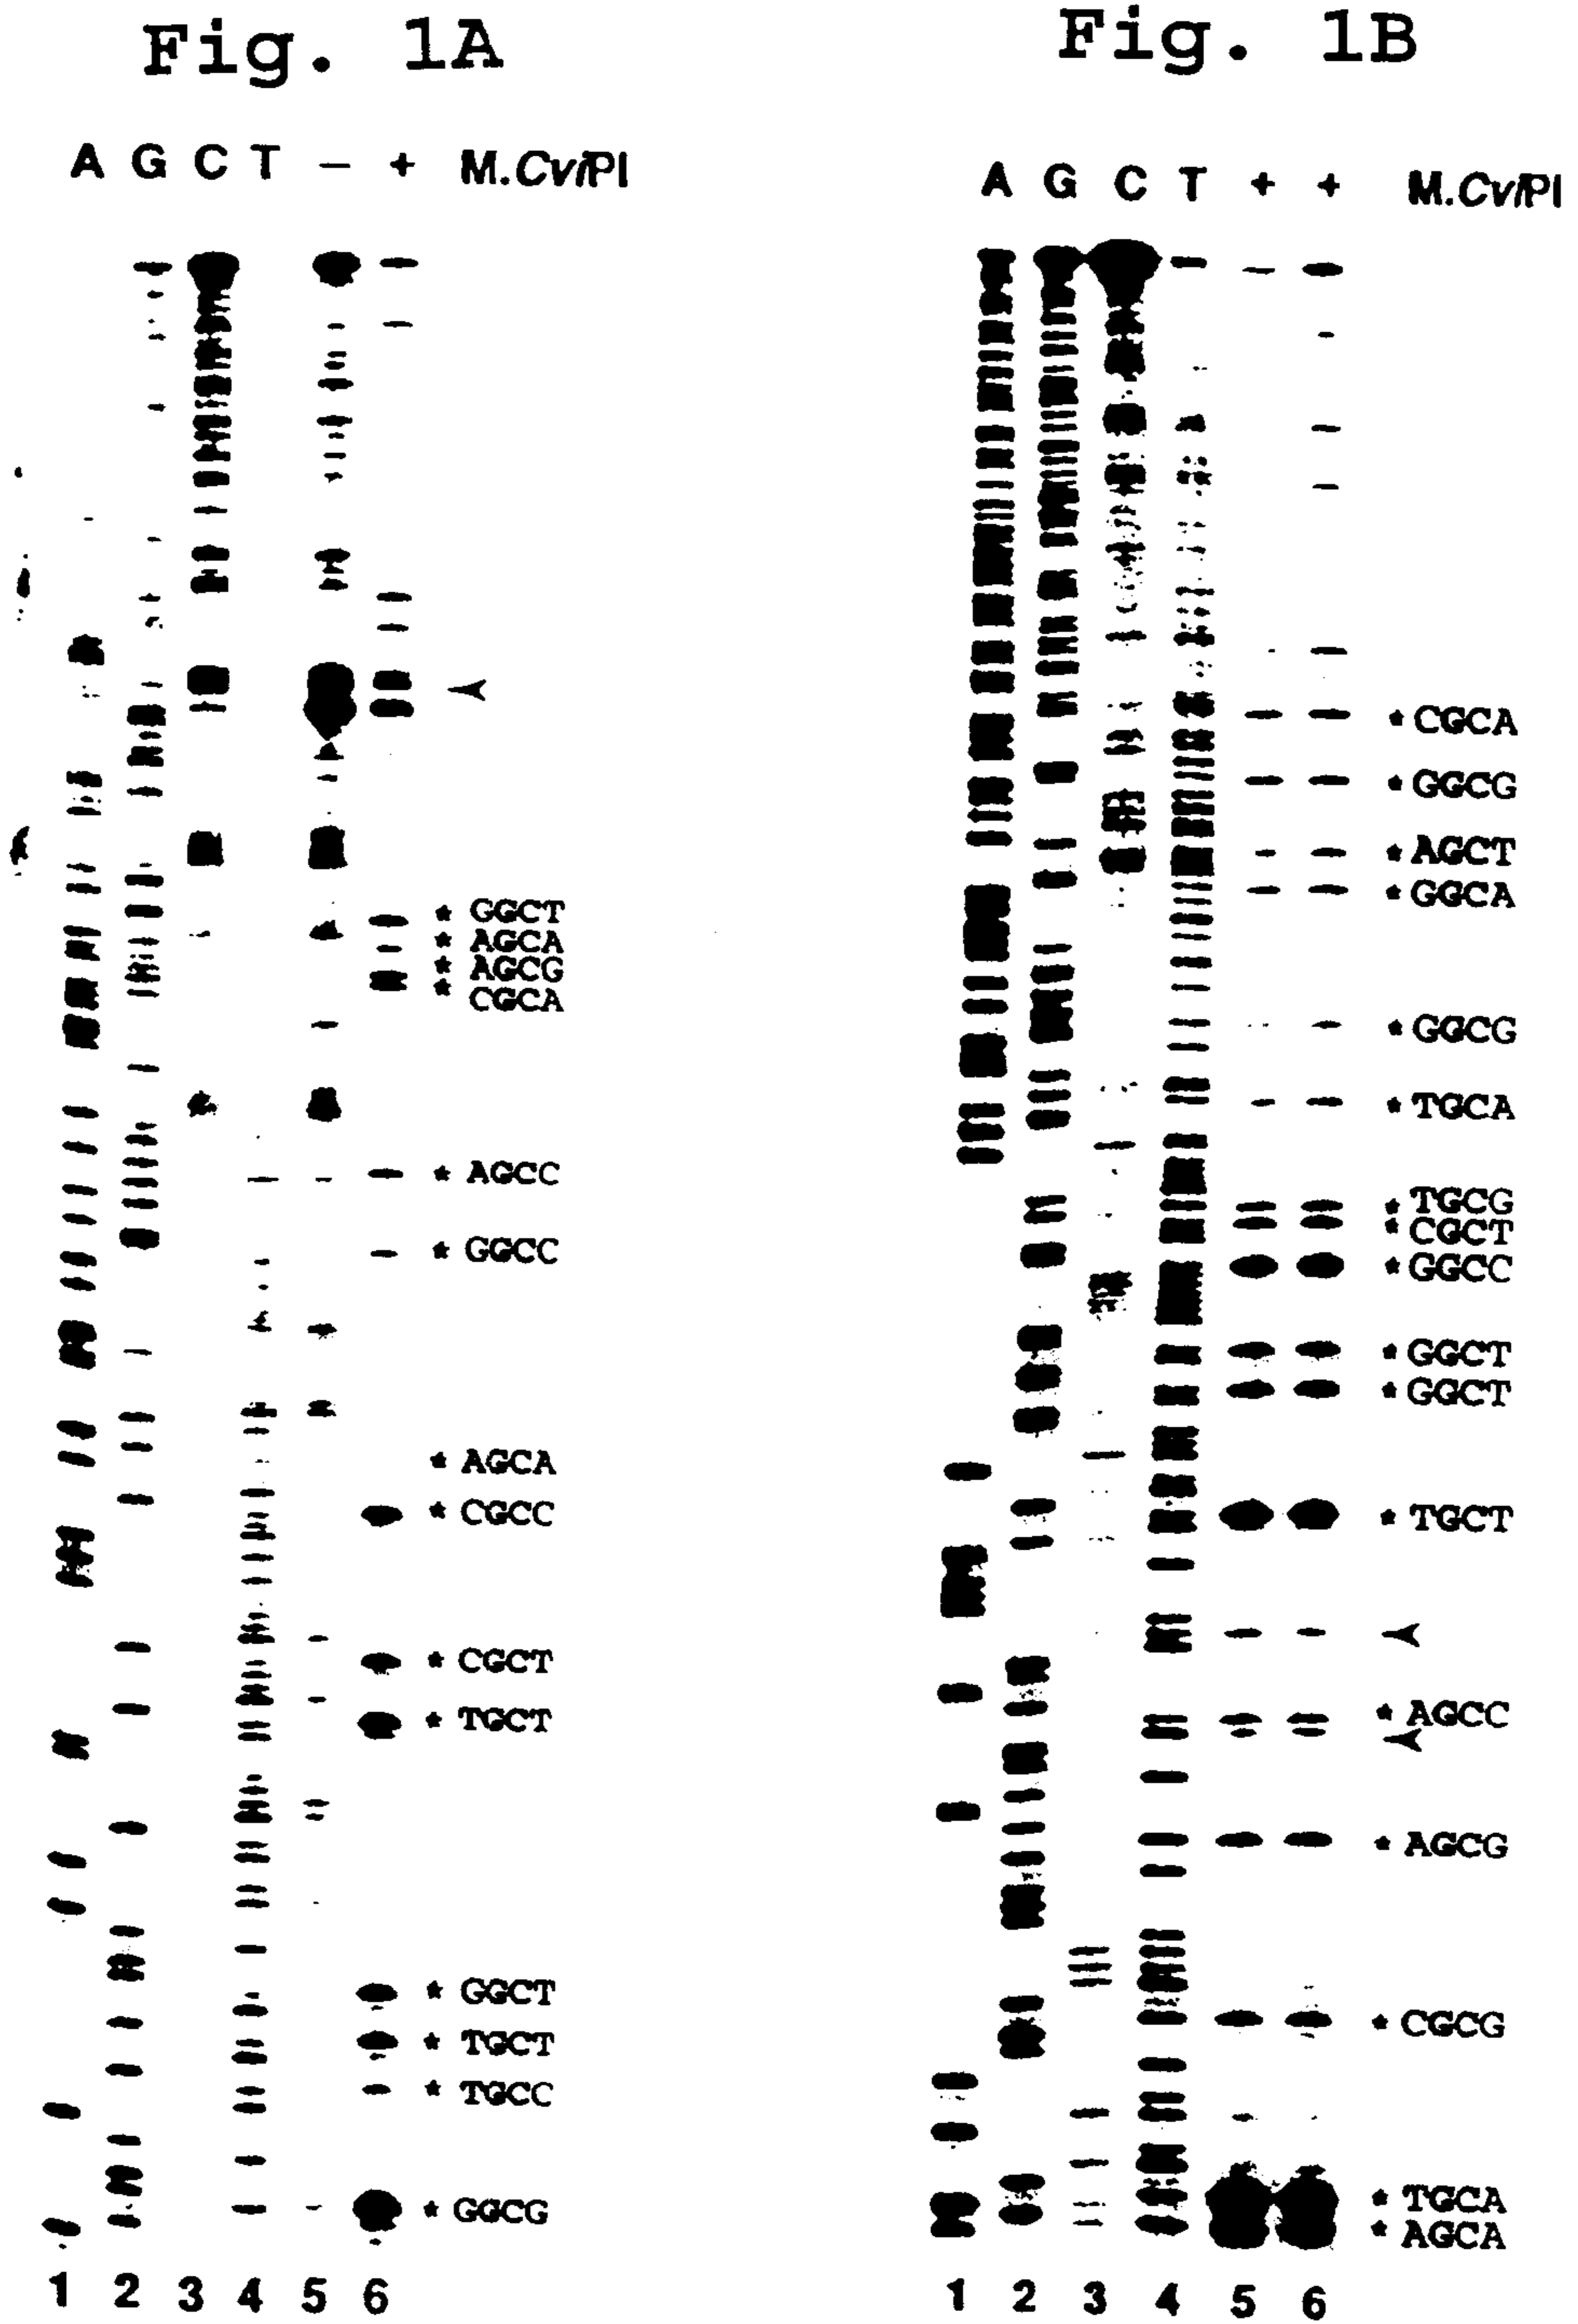 Fig. 1A
A G C T − + M.CviPI
* GGCT
* AGCA
* AGCG
* CGCA
* AGCC
* GGCC
* AGCA
* CGCC
* CGCT
* TGCT
* GGCT
* TGCT
* TGCC
* GGCG
1 2 3 4 5 6
Fig. 1B
A G C T + + M.CviPI
* CGCA
* GGCG
* AGCT
* GGCA
* GGCG
* TGCA
* TGCG
* CGCT
* GGCC
* GGCT
* GGCT
* TGCT
* AGCC
* AGCG
* CGCG
* TGCA
* AGCA
1 2 3 4 5 6